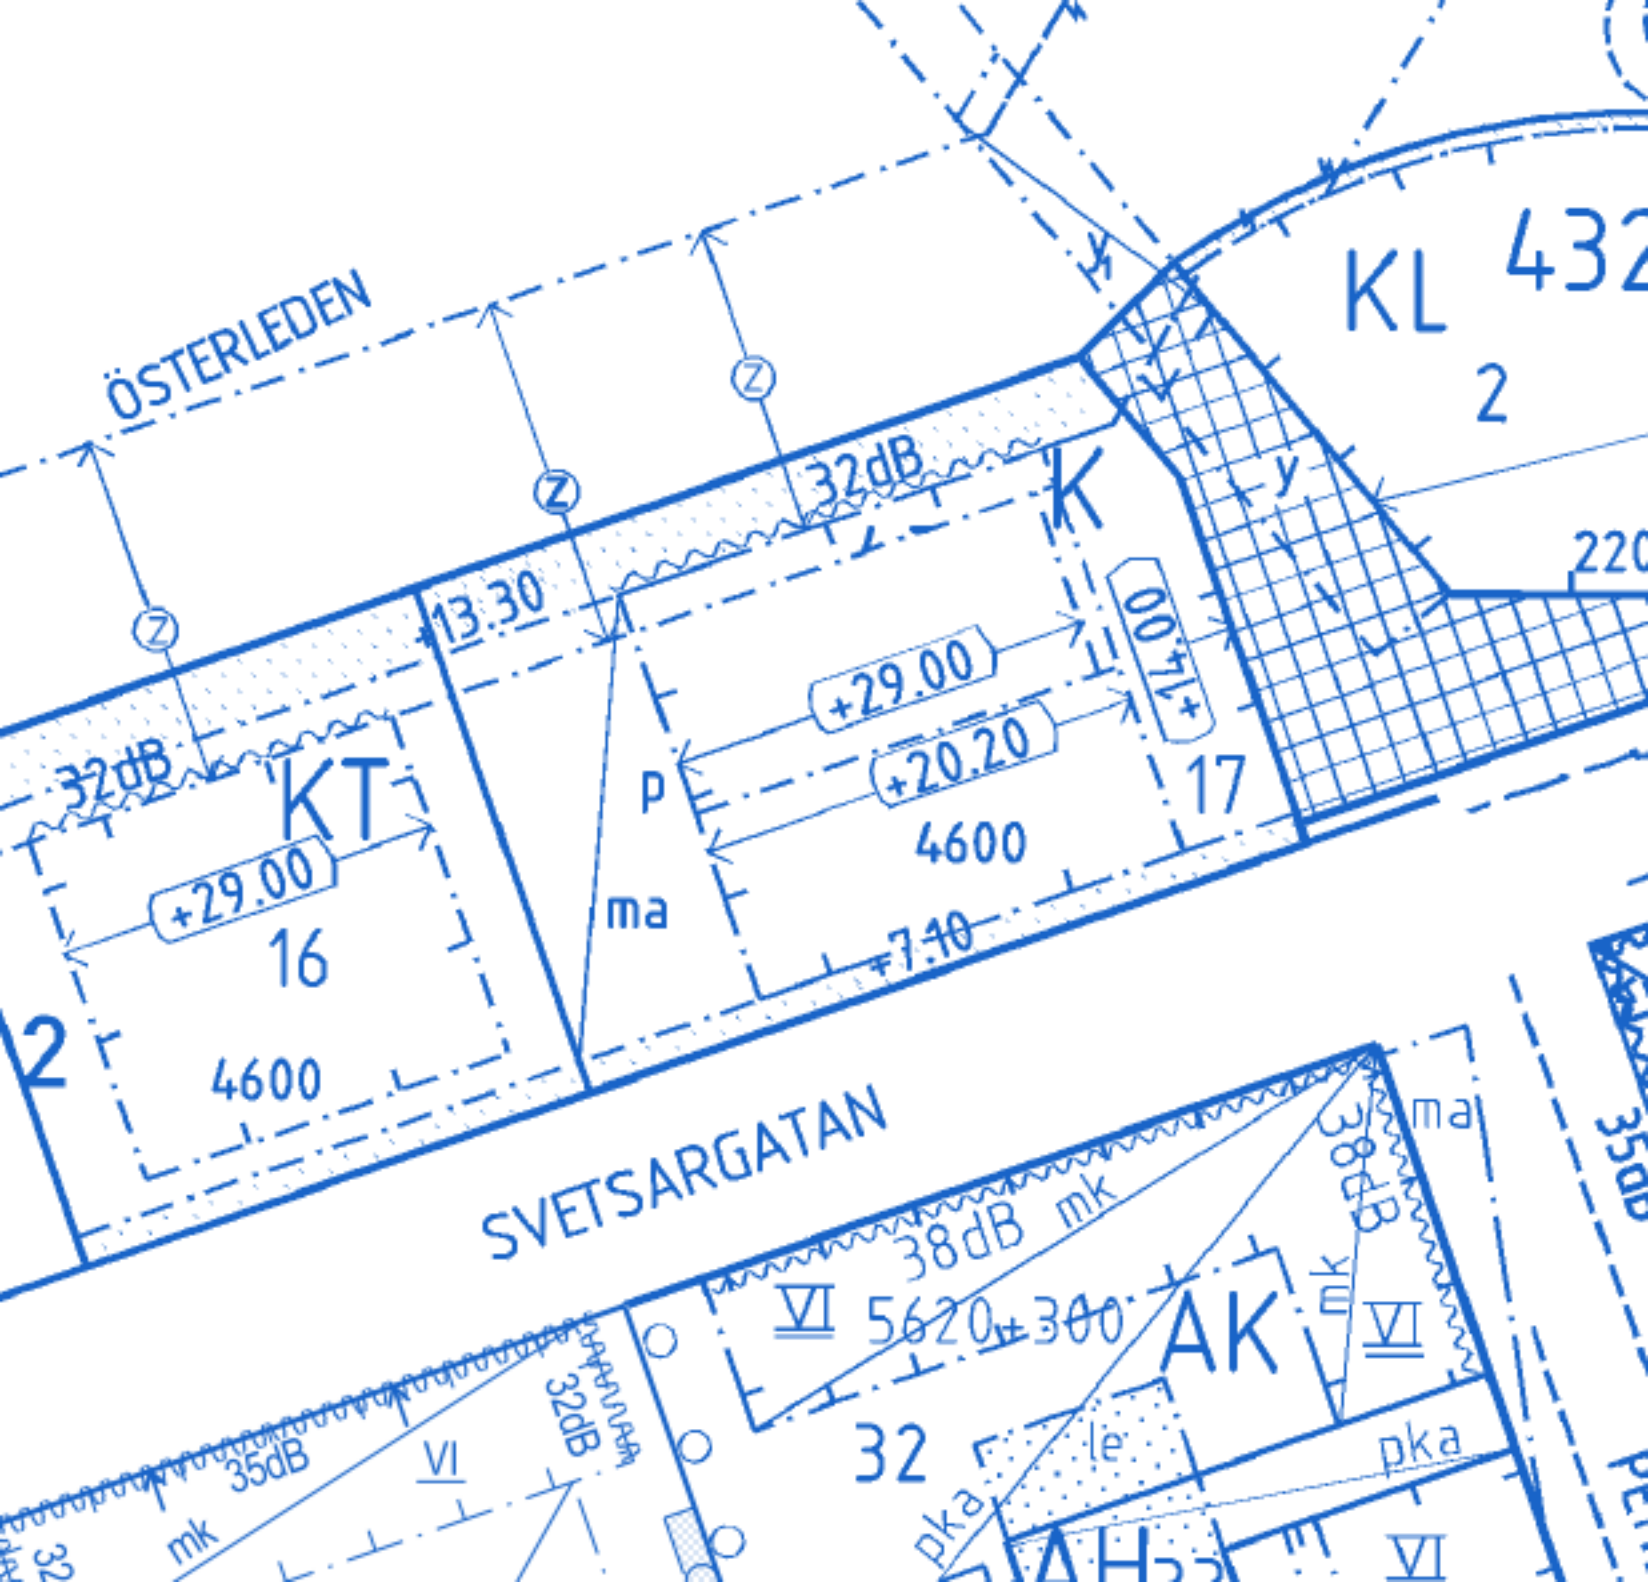 ÖSTERLEDEN
Z
Z
Z
y
y
KL
432
2
220
32dB
K
+13.30
32dB
KT
+29.00
16
4600
2
p
ma
+29.00
+20.20
4600
+14.00
17
+7.10
SVETSARGATAN
38dB
mk
VI
5620+300
AK
38dB
mk
VI
ma
35dB
32
le
pka
pka
AH
VI
35dB
32dB
VI
mk
32